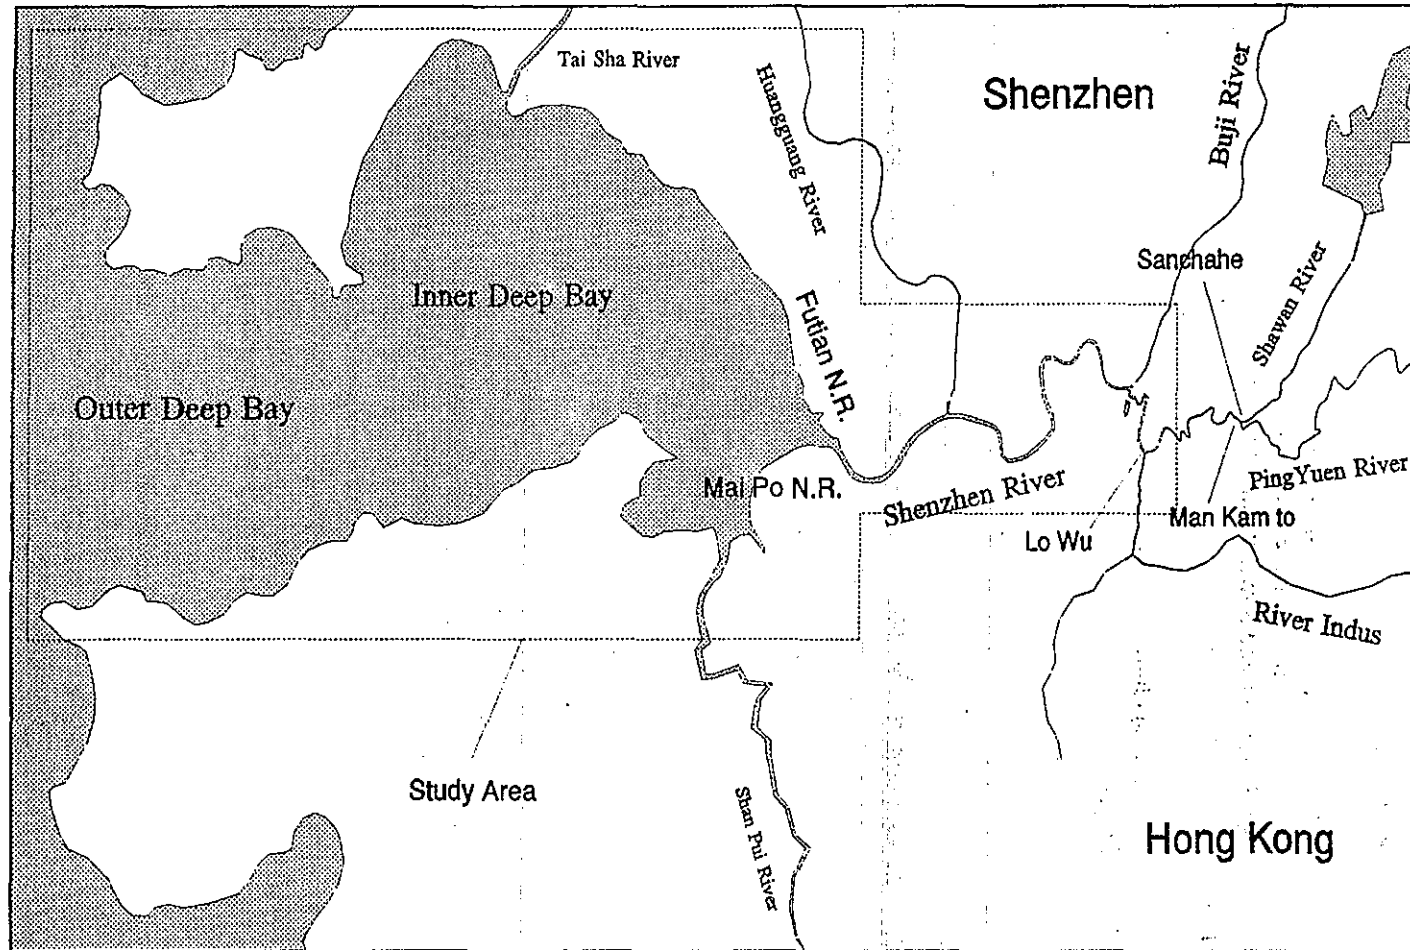 Tai Sha River
Huangguang River
Shenzhen
Buji River
Sanchahe
Shawan River
Inner Deep Bay
Futian N.R.
Outer Deep Bay
Mai Po N.R.
Shenzhen River
PingYuen River
Lo Wu
Man Kam to
River Indus
Study Area
Shan Pui River
Hong Kong